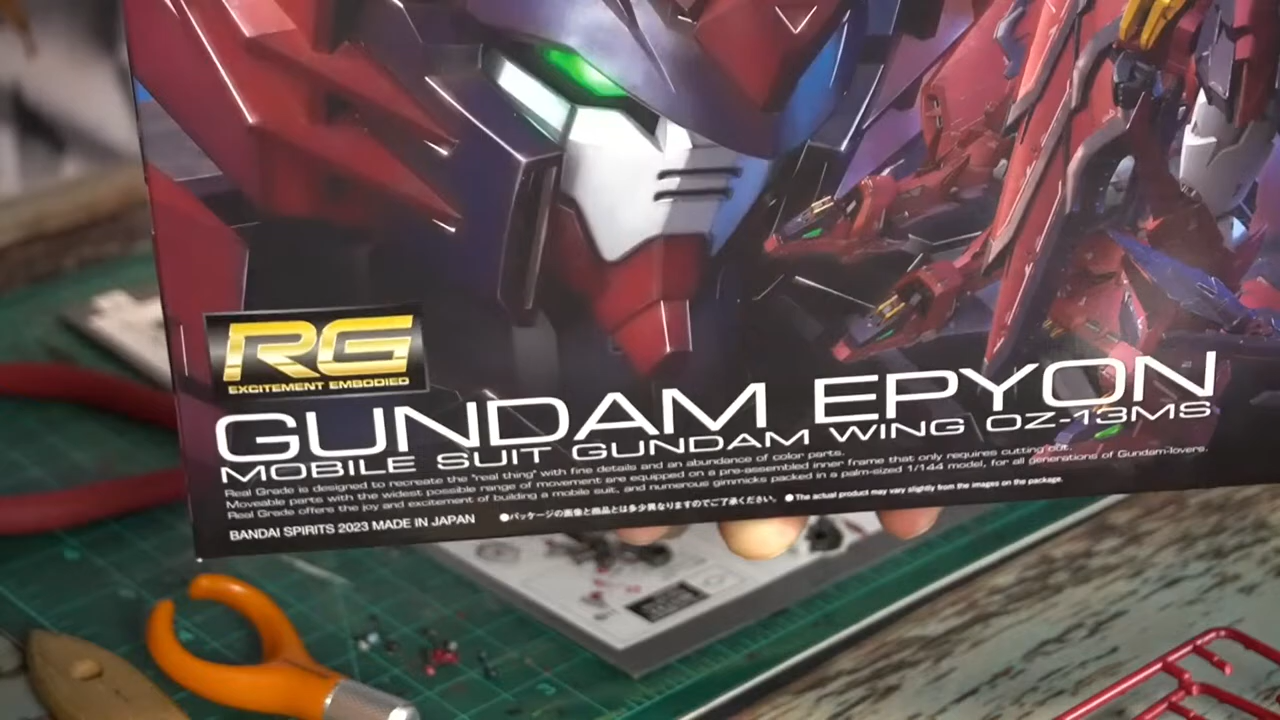 RG
EXCITEMENT EMBODIED
GUNDAM EPYON
MOBILE SUIT GUNDAM WING OZ-13MS
Real Grade is designed to recreate the "real thing" with fine details and an abundance of color parts.
Moveable parts with the widest possible range of movement are equipped on a pre-assembled inner frame that only requires cutting out.
Real Grade offers the joy and excitement of building a mobile suit, and numerous gimmicks packed in a palm-sized 1/144 model, for all generations of Gundam-lovers.
BANDAI SPIRITS 2023 MADE IN JAPAN ●パッケージの画像と商品とは多少異なりますのでご了承ください。 ●The actual product may vary slightly from the images on the package.